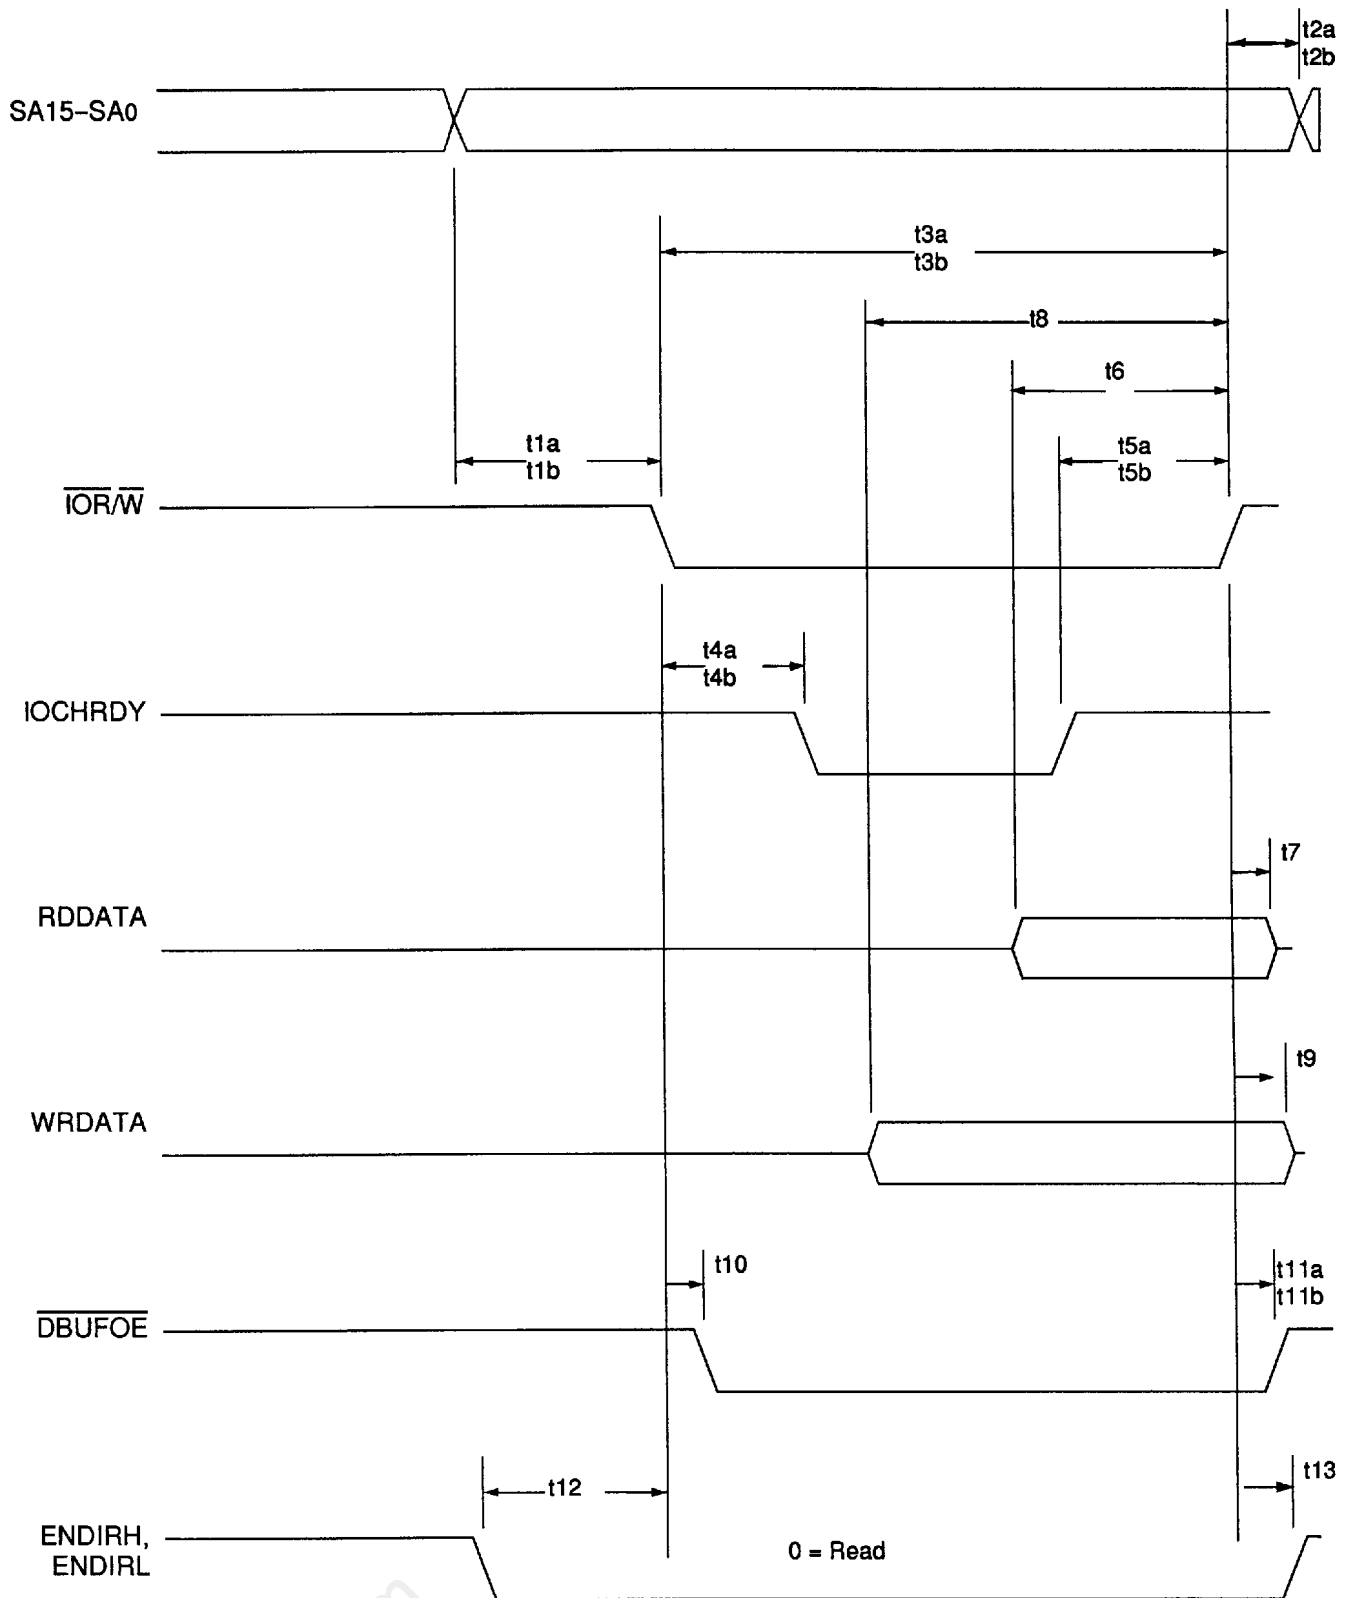 t2a
t2b
SA15–SA0
t3a
t3b
t8
t6
t1a
t1b
t5a
t5b
IOR/W
t4a
t4b
IOCHRDY
t7
RDDATA
t9
WRDATA
t10
t11a
t11b
DBUFOE
t12
t13
ENDIRH,
ENDIRL
0 = Read